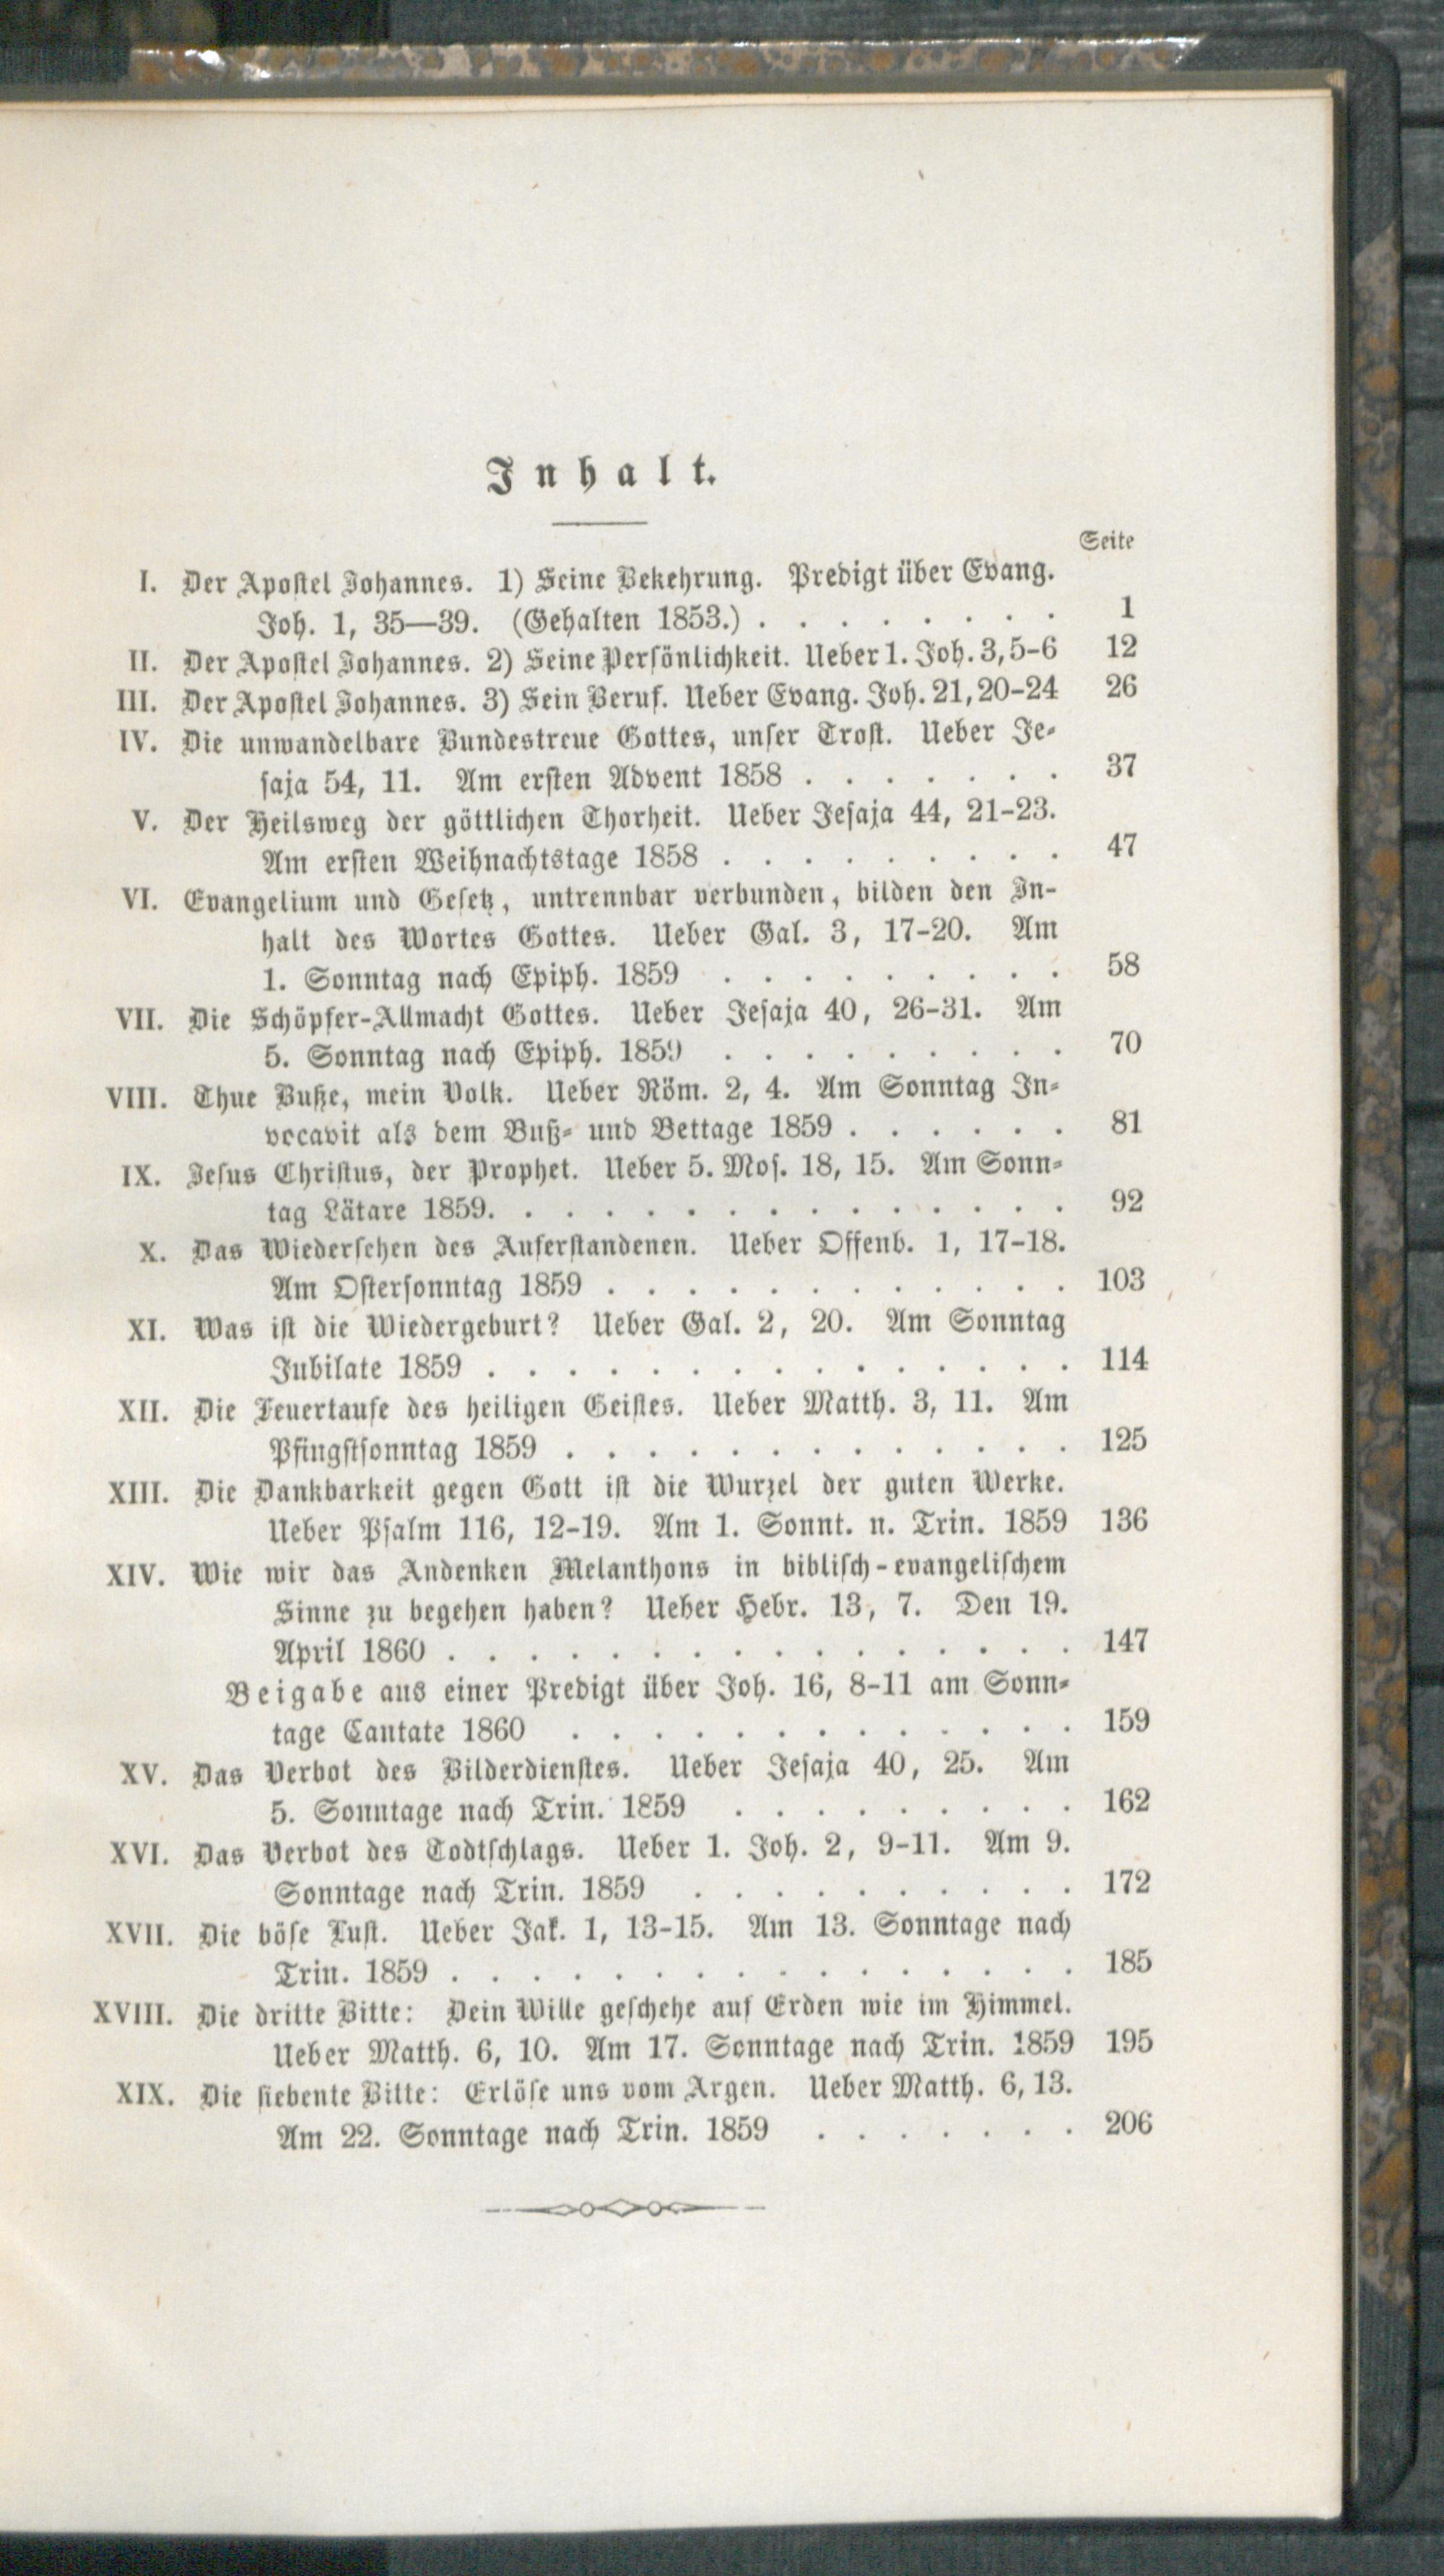 Inhalt.
Seite
I. Der Apostel Johannes. 1) Seine Bekehrung. Predigt über Evang.
Joh. 1, 35—39. (Gehalten 1853.) . . . . . . . . 1
II. Der Apostel Johannes. 2) Seine Persönlichkeit. Ueber 1. Joh. 3, 5-6 12
III. Der Apostel Johannes. 3) Sein Beruf. Ueber Evang. Joh. 21, 20-24 26
IV. Die unwandelbare Bundestreue Gottes, unser Trost. Ueber Je-
saja 54, 11. Am ersten Advent 1858 . . . . . . . 37
V. Der Heilsweg der göttlichen Thorheit. Ueber Jesaja 44, 21-23.
Am ersten Weihnachtstage 1858 . . . . . . . . . 47
VI. Evangelium und Gesetz, untrennbar verbunden, bilden den In-
halt des Wortes Gottes. Ueber Gal. 3, 17-20. Am
1. Sonntag nach Epiph. 1859 . . . . . . . . . 58
VII. Die Schöpfer-Allmacht Gottes. Ueber Jesaja 40, 26-31. Am
5. Sonntag nach Epiph. 1859 . . . . . . . . . 70
VIII. Thue Buße, mein Volk. Ueber Röm. 2, 4. Am Sonntag In-
vocavit als dem Buß- und Bettage 1859 . . . . . . 81
IX. Jesus Christus, der Prophet. Ueber 5. Mos. 18, 15. Am Sonn-
tag Lätare 1859. . . . . . . . . . . . . . . 92
X. Das Wiedersehen des Auferstandenen. Ueber Offenb. 1, 17-18.
Am Ostersonntag 1859 . . . . . . . . . . . . 103
XI. Was ist die Wiedergeburt? Ueber Gal. 2, 20. Am Sonntag
Jubilate 1859 . . . . . . . . . . . . . . . 114
XII. Die Feuertaufe des heiligen Geistes. Ueber Matth. 3, 11. Am
Pfingstsonntag 1859 . . . . . . . . . . . . . 125
XIII. Die Dankbarkeit gegen Gott ist die Wurzel der guten Werke.
Ueber Psalm 116, 12-19. Am 1. Sonnt. n. Trin. 1859 136
XIV. Wie wir das Andenken Melanthons in biblisch-evangelischem
Sinne zu begehen haben? Ueber Hebr. 13, 7. Den 19.
April 1860 . . . . . . . . . . . . . . . . 147
Beigabe aus einer Predigt über Joh. 16, 8-11 am Sonn-
tage Cantate 1860 . . . . . . . . . . . . . 159
XV. Das Verbot des Bilderdienstes. Ueber Jesaja 40, 25. Am
5. Sonntage nach Trin. 1859 . . . . . . . . . 162
XVI. Das Verbot des Todtschlags. Ueber 1. Joh. 2, 9-11. Am 9.
Sonntage nach Trin. 1859 . . . . . . . . . . 172
XVII. Die böse Lust. Ueber Jak. 1, 13-15. Am 13. Sonntage nach
Trin. 1859 . . . . . . . . . . . . . . . . 185
XVIII. Die dritte Bitte: Dein Wille geschehe auf Erden wie im Himmel.
Ueber Matth. 6, 10. Am 17. Sonntage nach Trin. 1859 195
XIX. Die siebente Bitte: Erlöse uns vom Argen. Ueber Matth. 6, 13.
Am 22. Sonntage nach Trin. 1859 . . . . . . . 206